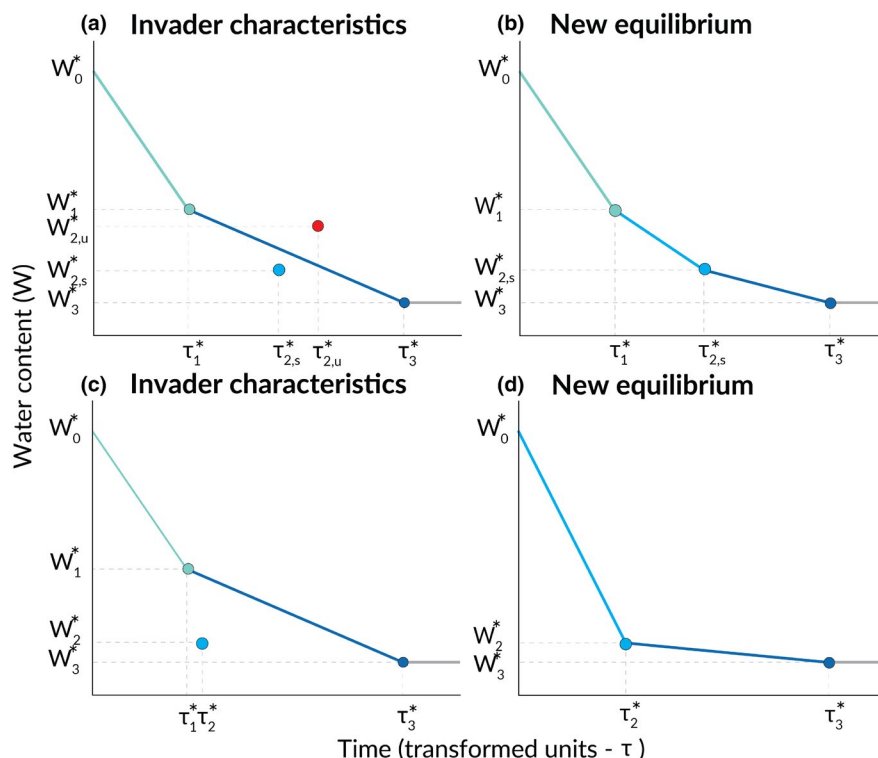 (a) Invader characteristics
(b) New equilibrium
W*0
W*1
W*2,u
W*2,s
W*3
τ*1 τ*2,s τ*2,u τ*3
W*0
W*1
W*2,s
W*3
τ*1 τ*2,s τ*3
Water content (W)
(c) Invader characteristics
(d) New equilibrium
W*0
W*1
W*2
W*3
τ*1 τ*2 τ*3
W*0
W*2
W*3
τ*2 τ*3
Time (transformed units - τ )